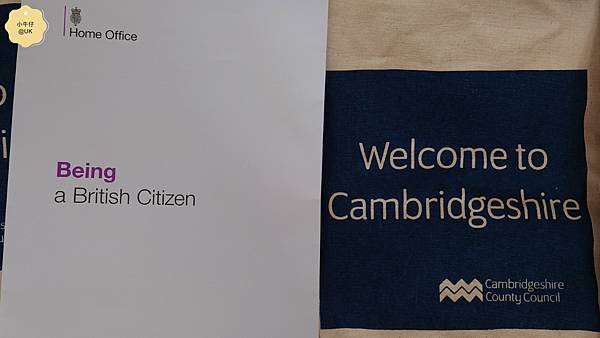 小牛仔
@UK
Home Office
Being
a British Citizen
Welcome to
Cambridgeshire
Cambridgeshire
County Council